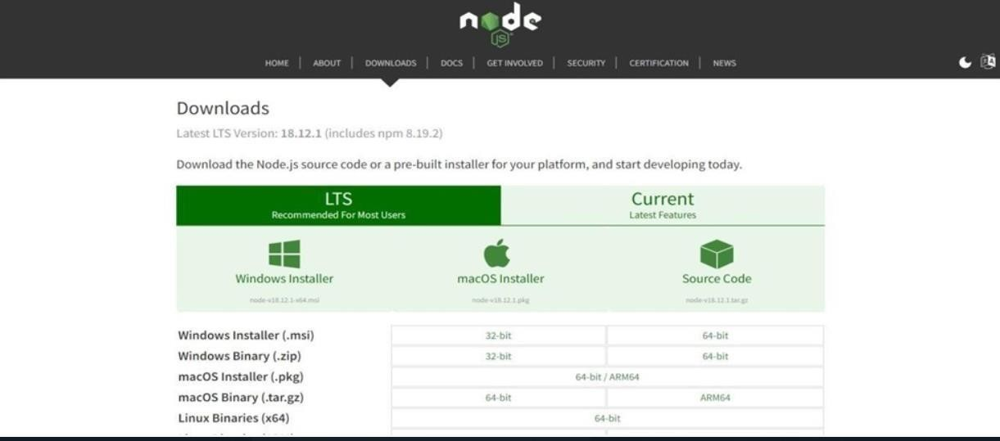 node
JS
HOME | ABOUT | DOWNLOADS | DOCS | GET INVOLVED | SECURITY | CERTIFICATION | NEWS
Downloads
Latest LTS Version: 18.12.1 (includes npm 8.19.2)
Download the Node.js source code or a pre-built installer for your platform, and start developing today.
LTS Current
Recommended For Most Users Latest Features
Windows Installer macOS Installer Source Code
node-v18.12.1-x64.msi node-v18.12.1.pkg node-v18.12.1.tar.gz
Windows Installer (.msi) 32-bit 64-bit
Windows Binary (.zip) 32-bit 64-bit
macOS Installer (.pkg) 64-bit / ARM64
macOS Binary (.tar.gz) 64-bit ARM64
Linux Binaries (x64) 64-bit